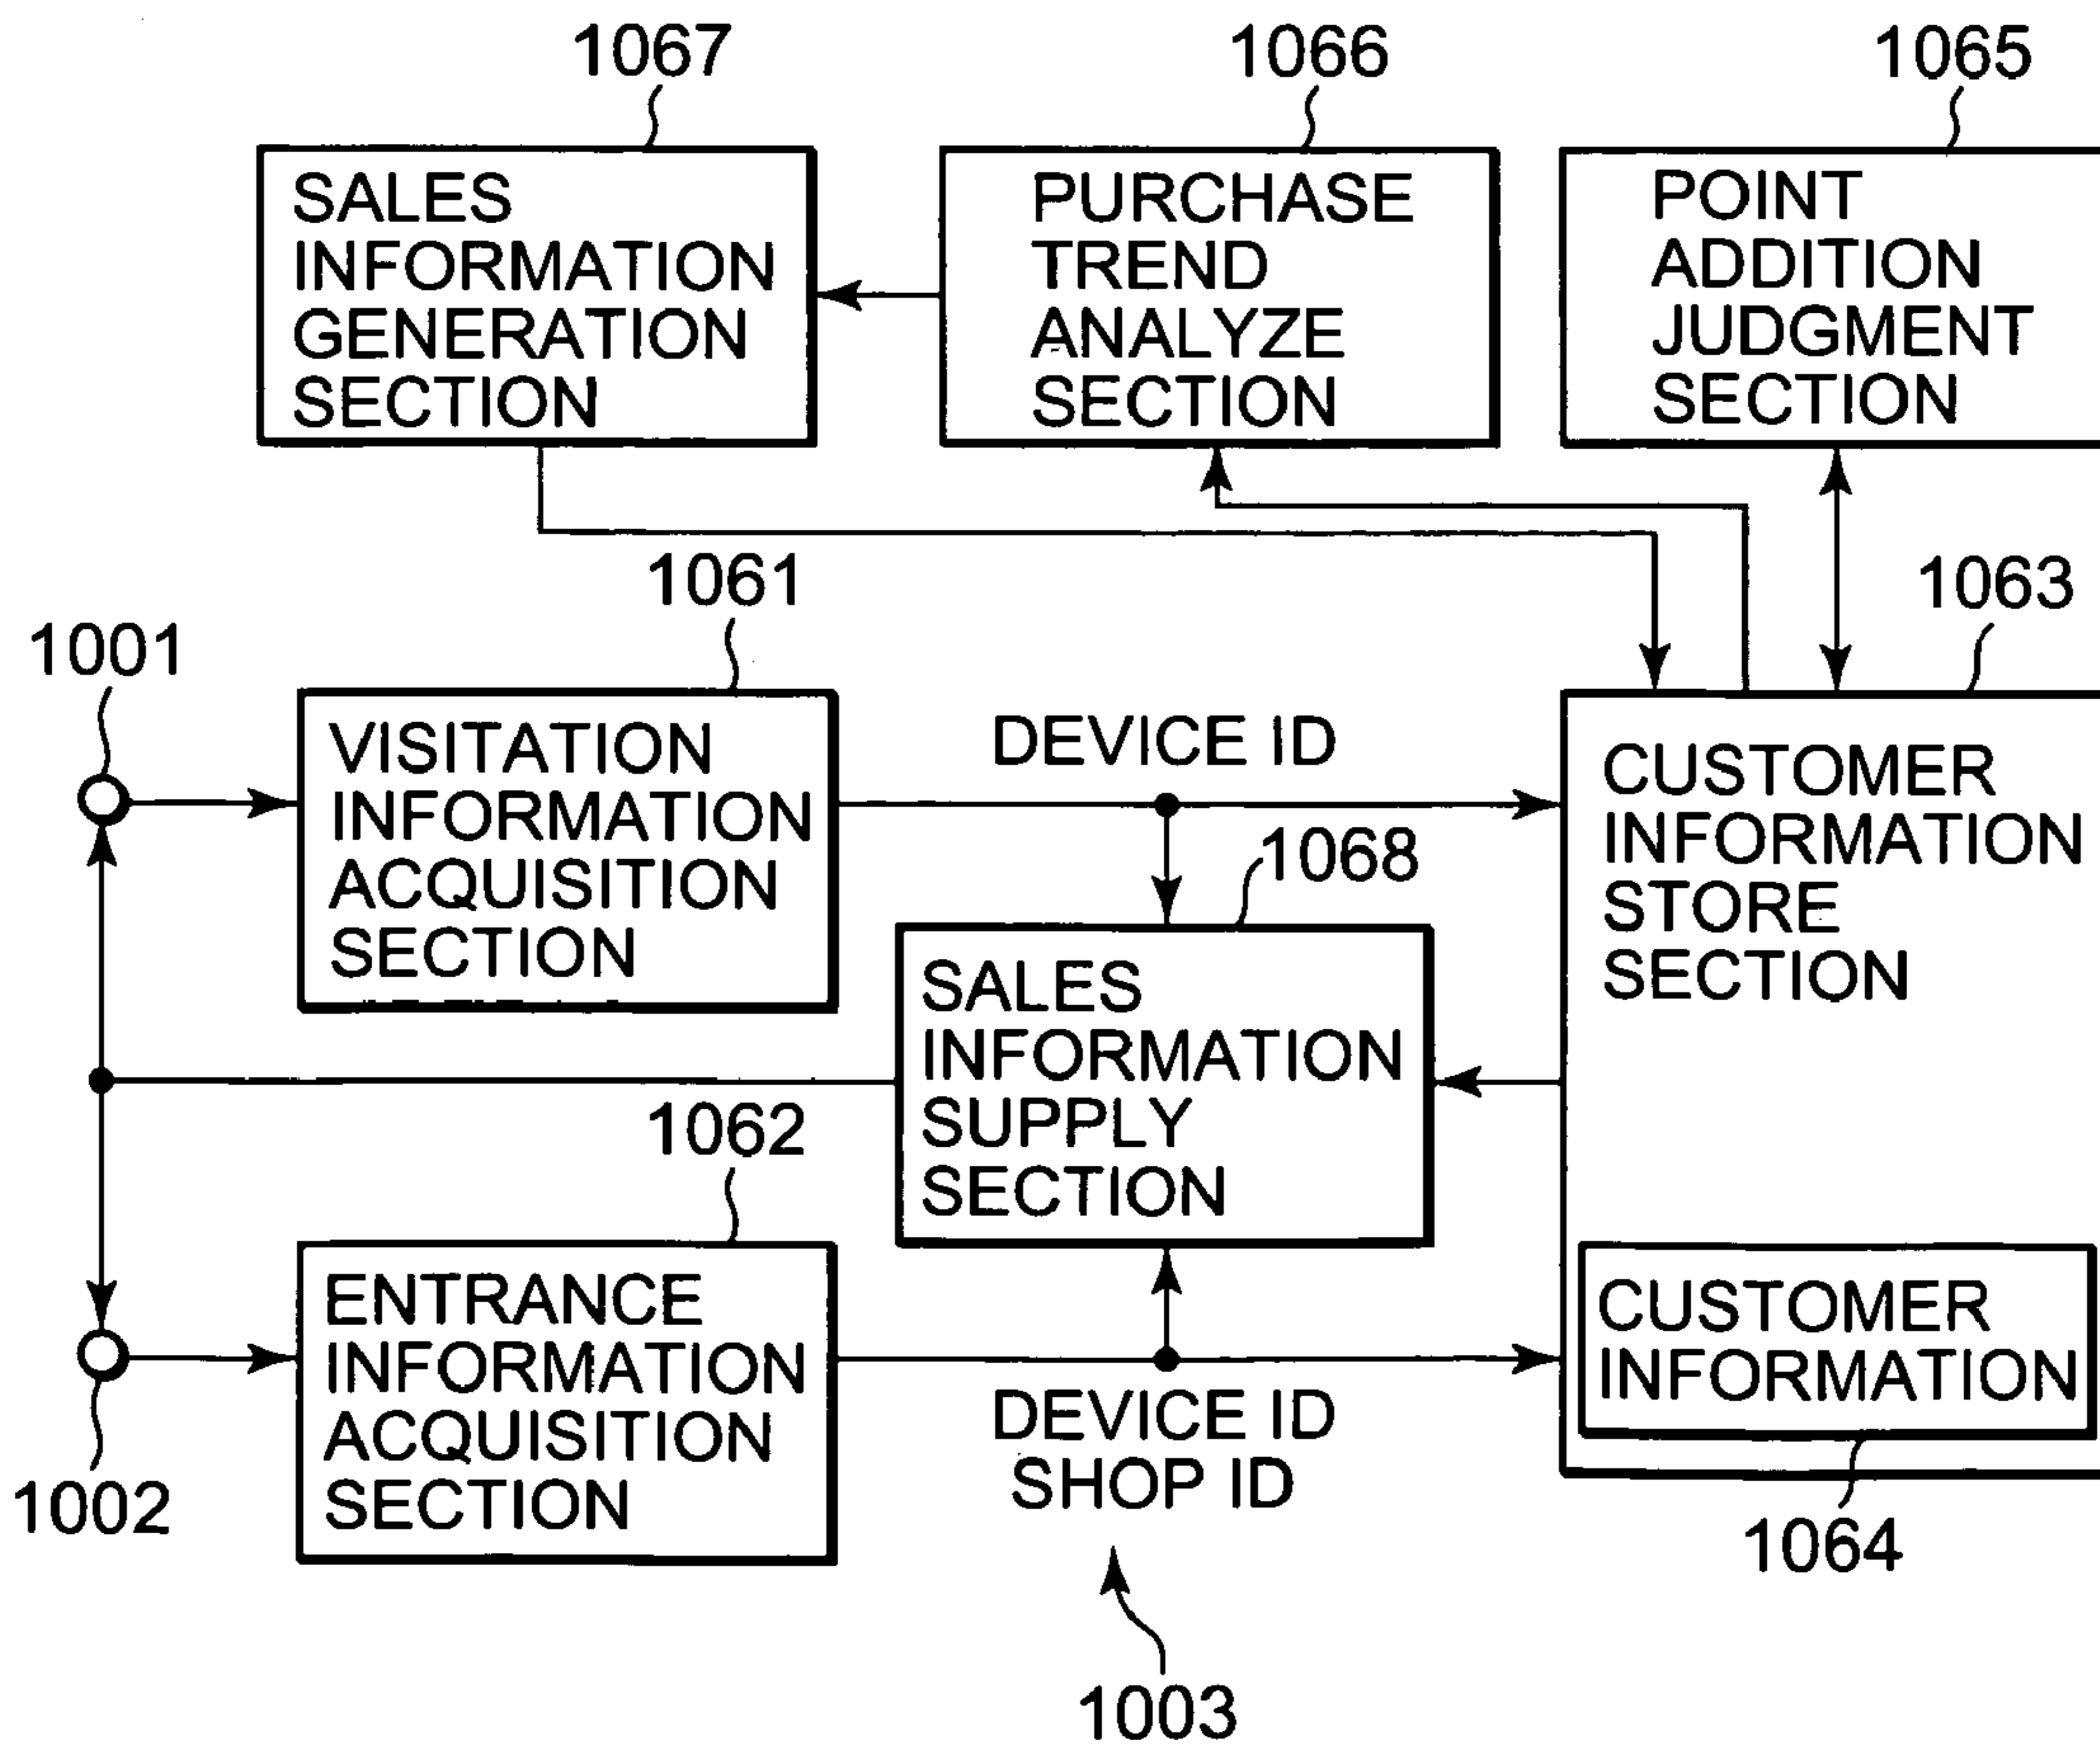 1067
1066
1065
SALES
INFORMATION
GENERATION
SECTION
PURCHASE
TREND
ANALYZE
SECTION
POINT
ADDITION
JUDGMENT
SECTION
1061
1063
1001
VISITATION
INFORMATION
ACQUISITION
SECTION
DEVICE ID
1068
CUSTOMER
INFORMATION
STORE
SECTION
SALES
INFORMATION
SUPPLY
SECTION
1062
ENTRANCE
INFORMATION
ACQUISITION
SECTION
CUSTOMER
INFORMATION
DEVICE ID
SHOP ID
1002
1064
1003